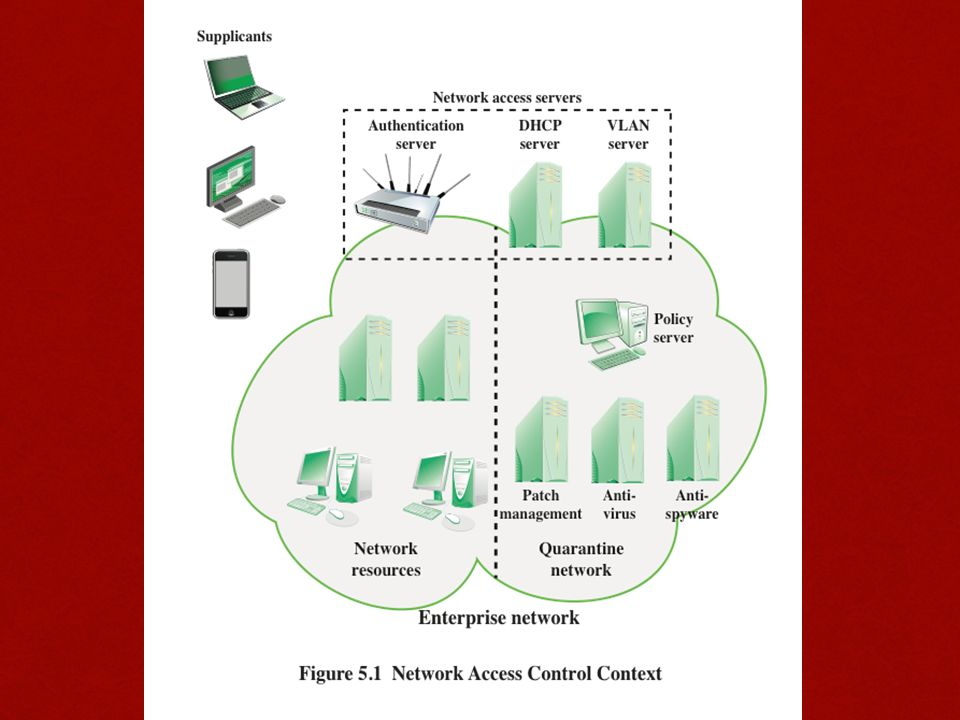 Supplicants
Network access servers
Authentication
server
DHCP
server
VLAN
server
Policy
server
Patch
management
Anti-
virus
Anti-
spyware
Network
resources
Quarantine
network
Enterprise network
Figure 5.1 Network Access Control Context